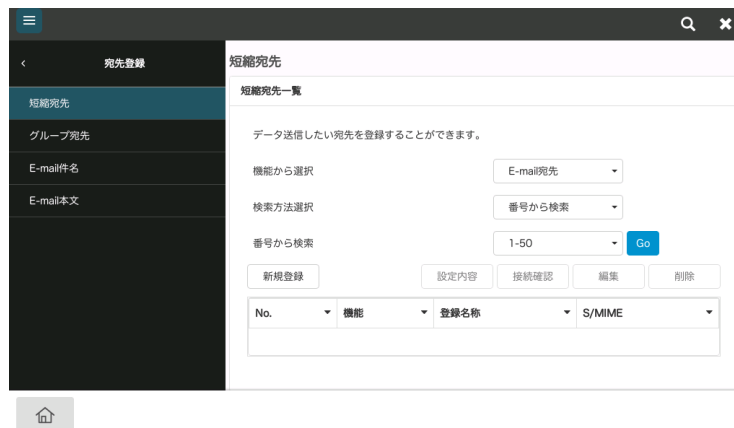 宛先登録
短縮宛先
グループ宛先
E-mail件名
E-mail本文
短縮宛先
短縮宛先一覧
データ送信したい宛先を登録することができます。
機能から選択 E-mail宛先
検索方法選択 番号から検索
番号から検索 1-50 Go
新規登録 設定内容 接続確認 編集 削除
No. 機能 登録名称 S/MIME